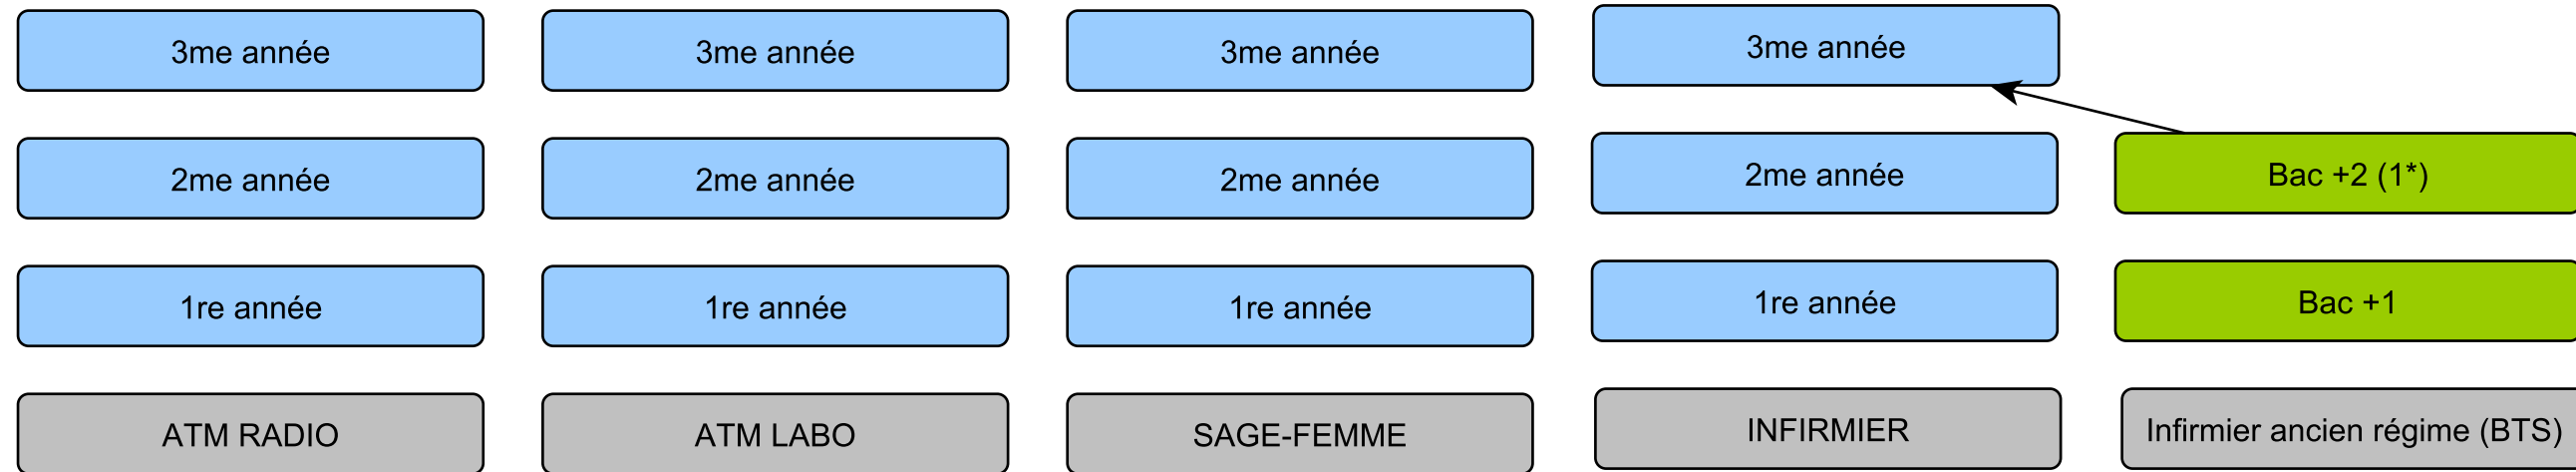 3me année
3me année
3me année
3me année
2me année
2me année
2me année
2me année
Bac +2 (1*)
1re année
1re année
1re année
1re année
Bac +1
ATM RADIO
ATM LABO
SAGE-FEMME
INFIRMIER
Infirmier ancien régime (BTS)